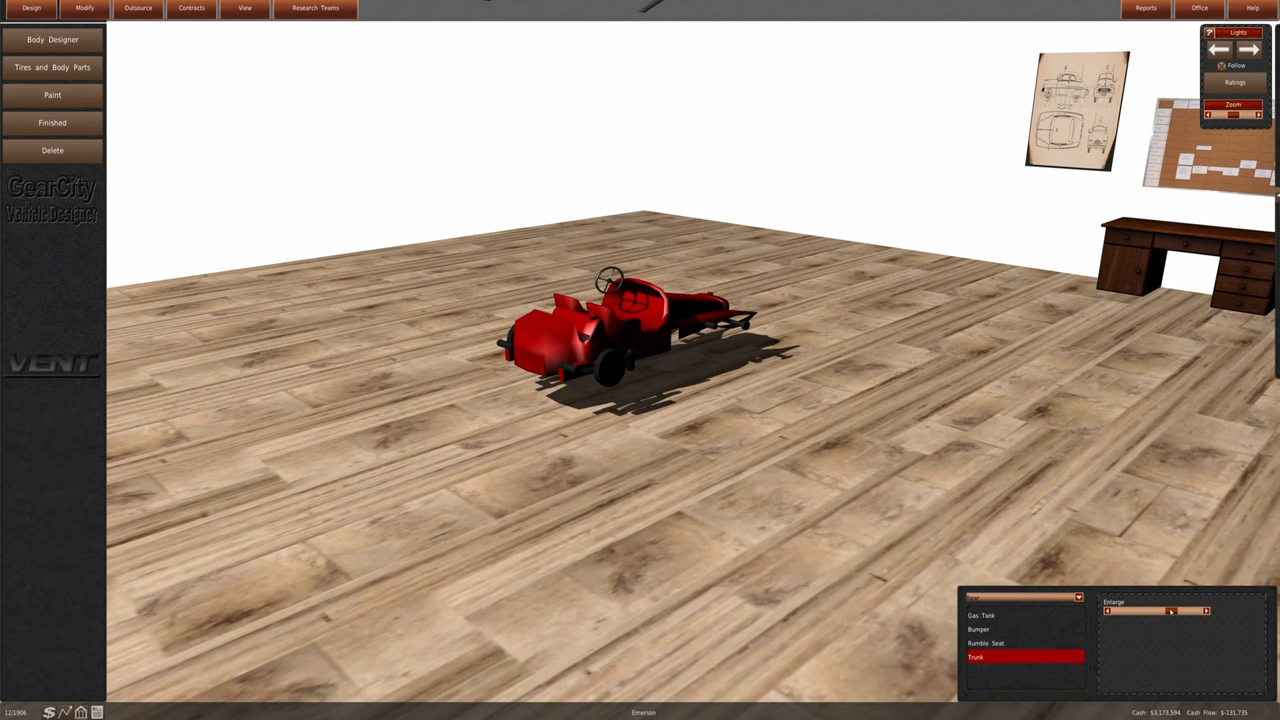 Design Modify Outsource Contracts View Research Teams Reports Office Help
Body Designer
Tires and Body Parts
Paint
Finished
Delete
GearCity
Vehicle Designer
VENT
? Lights
Follow
Ratings
Zoom
Rear
Gas Tank
Bumper
Rumble Seat
Trunk
Enlarge
12/1906
Emerson
Cash: $3,173,594 Cash Flow: $-131,735